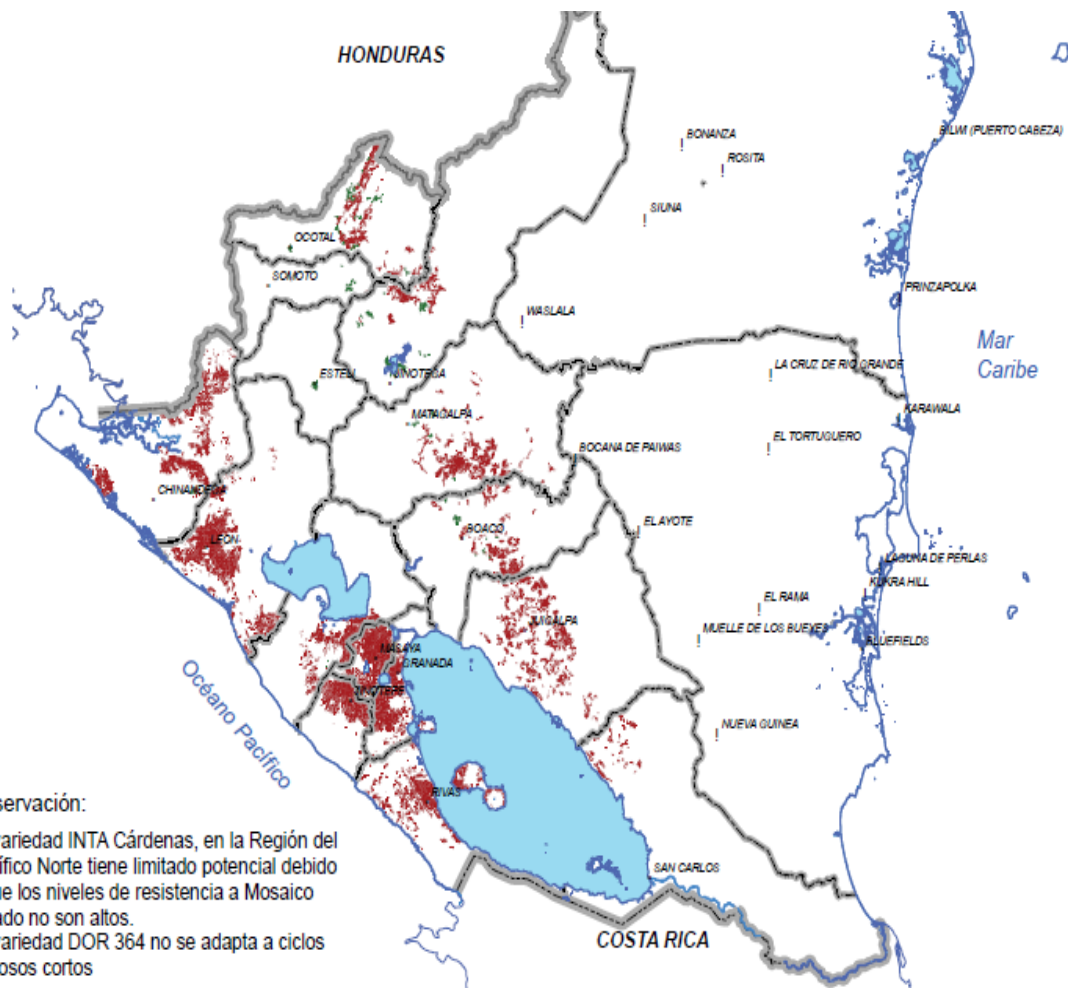 HONDURAS
BONANZA
ROSITA
BILWI (PUERTO CABEZA)
SIUNA
OCOTAL
SOMOTO
PRINZAPOLKA
WASLALA
Mar
Caribe
ESTELI
JINOTEGA
LA CRUZ DE RIO GRANDE
MATAGALPA
KARAWALA
EL TORTUGUERO
BOCANA DE PAIWAS
CHINANDEGA
EL AYOTE
BOACO
LEON
LAGUNA DE PERLAS
KUKRA HILL
EL RAMA
JUIGALPA
MUELLE DE LOS BUEYES
BLUEFIELDS
MASAYA
GRANADA
Océano Pacífico
NUEVA GUINEA
RIVAS
servación:
variedad INTA Cárdenas, en la Región del
ífico Norte tiene limitado potencial debido
ue los niveles de resistencia a Mosaico
ado no son altos.
variedad DOR 364 no se adapta a ciclos
osos cortos
SAN CARLOS
COSTA RICA